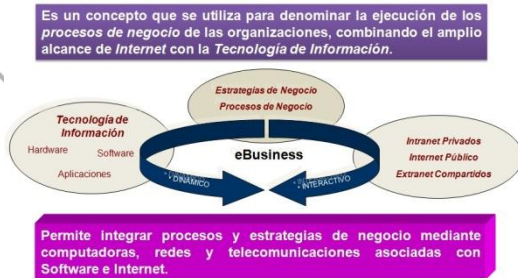 Es un concepto que se utiliza para denominar la ejecución de los
procesos de negocio de las organizaciones, combinando el amplio
alcance de Internet con la Tecnología de Información.
Estrategias de Negocio
Procesos de Negocio
Tecnología de
Información
Hardware
Software
Aplicaciones
eBusiness
Intranet Privados
Internet Público
Extranet Compartidos
• DINÁMICO
• INTERACTIVO
Permite integrar procesos y estrategias de negocio mediante
computadoras, redes y telecomunicaciones asociadas con
Software e Internet.